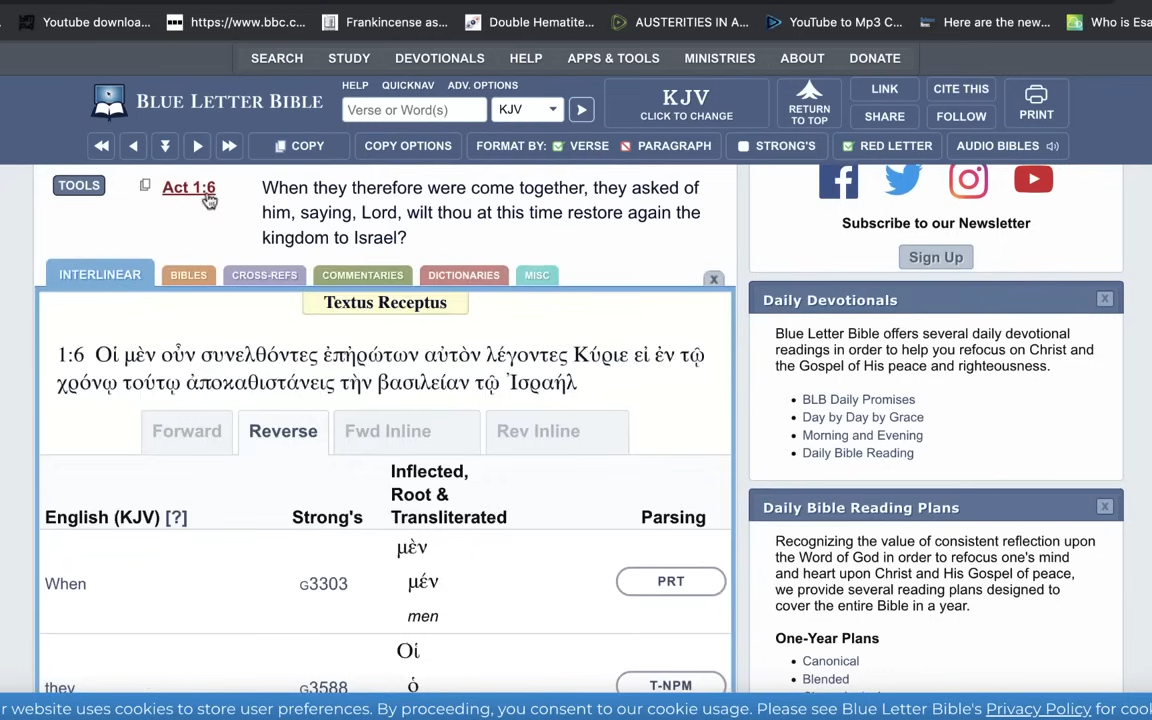 YouTube downloa...
https://www.bbc.c...
Frankincense as...
Double Hematite...
AUSTERITIES IN A...
YouTube to Mp3 C...
Here are the new...
Who is Esa
SEARCH STUDY DEVOTIONALS HELP APPS & TOOLS MINISTRIES ABOUT DONATE
BLUE LETTER BIBLE
HELP QUICKNAV ADV. OPTIONS
Verse or Word(s) KJV
KJV
CLICK TO CHANGE
RETURN
TO TOP
LINK
CITE THIS
SHARE
FOLLOW
PRINT
COPY
COPY OPTIONS
FORMAT BY: VERSE PARAGRAPH
STRONG'S
RED LETTER
AUDIO BIBLES
TOOLS
Act 1:6
When they therefore were come together, they asked of
him, saying, Lord, wilt thou at this time restore again the
kingdom to Israel?
INTERLINEAR BIBLES CROSS-REFS COMMENTARIES DICTIONARIES MISC x
Textus Receptus
1:6 Οἱ μὲν οὖν συνελθόντες ἐπηρώτων αὐτὸν λέγοντες Κύριε εἰ ἐν τῷ
χρόνῳ τούτῳ ἀποκαθιστάνεις τὴν βασιλείαν τῷ Ἰσραήλ
Forward Reverse Fwd Inline Rev Inline
Inflected,
Root &
English (KJV) [?] Strong's Transliterated Parsing
μὲν
When G3303 μέν PRT
men
Οἱ
they G3588 ὁ T-NPM
Subscribe to our Newsletter
Sign Up
Daily Devotionals X
Blue Letter Bible offers several daily devotional
readings in order to help you refocus on Christ and
the Gospel of His peace and righteousness.
• BLB Daily Promises
• Day by Day by Grace
• Morning and Evening
• Daily Bible Reading
Daily Bible Reading Plans X
Recognizing the value of consistent reflection upon
the Word of God in order to refocus one's mind
and heart upon Christ and His Gospel of peace,
we provide several reading plans designed to
cover the entire Bible in a year.
One-Year Plans
• Canonical
• Blended
r website uses cookies to store user preferences. By proceeding, you consent to our cookie usage. Please see Blue Letter Bible's Privacy Policy for cook